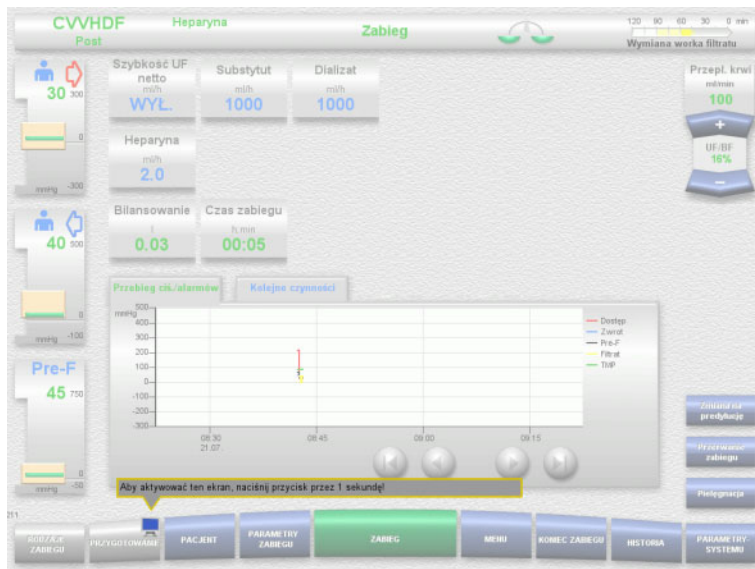 CVVHDF Heparyna Zabieg 120 90 60 30 0 min
Post Wymiana worka filtratu
30 300
0
mmHg -300
Szybkość UF netto
ml/h
WYŁ.
Substytut
ml/h
1000
Dializat
ml/h
1000
Przepł. krwi
ml/min
100
+
UF/BF
16%
–
Heparyna
ml/h
2.0
40 500
0
mmHg -100
Bilansowanie
l
0.03
Czas zabiegu
h:min
00:05
Przebieg ciś./alarmów Kolejne czynności
mmHg
500
400
300
200
100
0
-100
-200
-300
08:30 08:45 09:00 09:15
21.07.
Dostęp
Zwrot
Pre-F
Filtrat
TMP
Pre-F
45 750
0
mmHg -50
Zmiana na
predylucję
Przerwanie
zabiegu
Pielęgnacja
Aby aktywować ten ekran, naciśnij przycisk przez 1 sekundę!
211
RODZAJE
ZABIEGU
PRZYGOTOWANIE
PACJENT
PARAMETRY
ZABIEGU
ZABIEG
MENU
KONIEC ZABIEGU
HISTORIA
PARAMETRY-
SYSTEMU